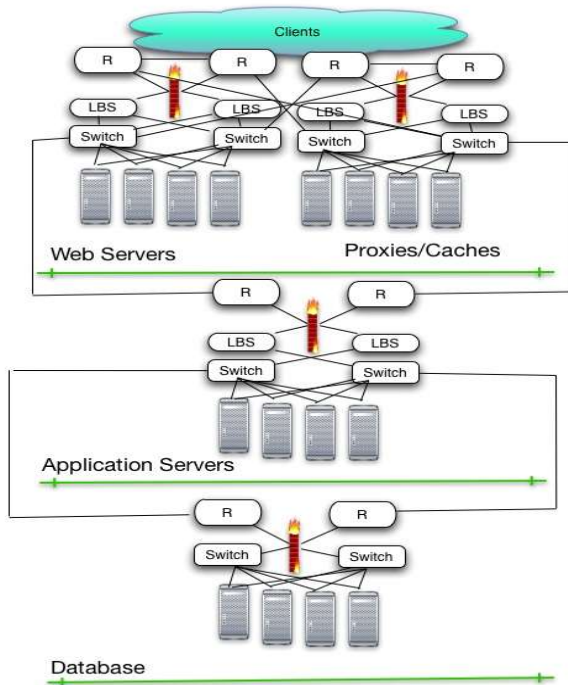 Clients
R
R
R
R
LBS
LBS
LBS
LBS
Switch
Switch
Switch
Switch
Web Servers
Proxies/Caches
R
R
LBS
LBS
Switch
Switch
Application Servers
R
R
Switch
Switch
Database